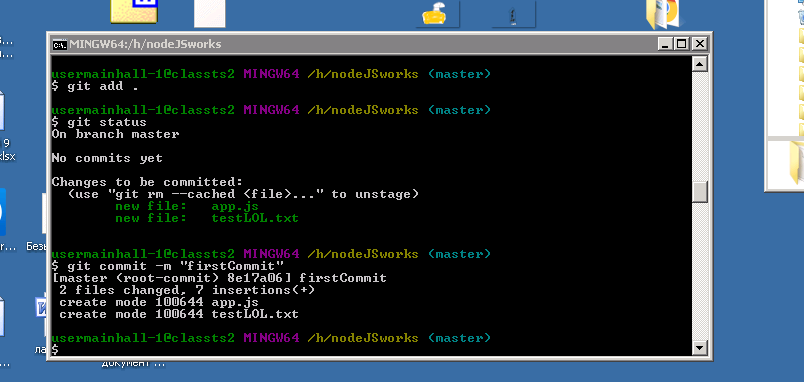 MINGW64:/h/nodeJSworks
usermainhall-1@classts2 MINGW64 /h/nodeJSworks (master)
$ git add .
usermainhall-1@classts2 MINGW64 /h/nodeJSworks (master)
$ git status
On branch master
No commits yet
Changes to be committed:
(use "git rm --cached <file>..." to unstage)
new file: app.js
new file: testLOL.txt
usermainhall-1@classts2 MINGW64 /h/nodeJSworks (master)
$ git commit -m "firstCommit"
[master (root-commit) 8e17a06] firstCommit
2 files changed, 7 insertions(+)
create mode 100644 app.js
create mode 100644 testLOL.txt
usermainhall-1@classts2 MINGW64 /h/nodeJSworks (master)
$
9
xlsx
r...
Безы
ла
документ ...